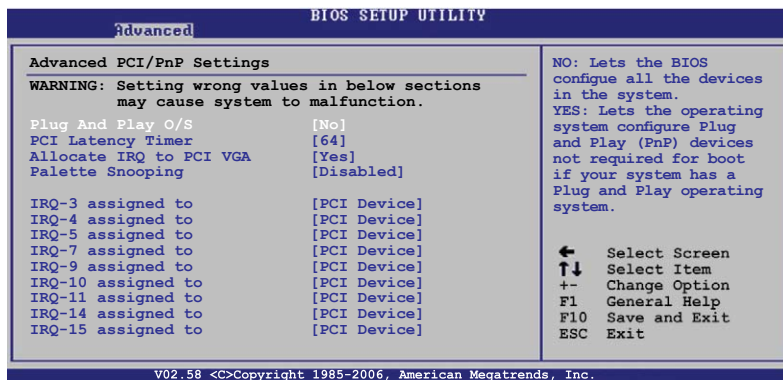 BIOS SETUP UTILITY
Advanced
Advanced PCI/PnP Settings
WARNING: Setting wrong values in below sections
may cause system to malfunction.
Plug And Play O/S [No]
PCI Latency Timer [64]
Allocate IRQ to PCI VGA [Yes]
Palette Snooping [Disabled]
IRQ-3 assigned to [PCI Device]
IRQ-4 assigned to [PCI Device]
IRQ-5 assigned to [PCI Device]
IRQ-7 assigned to [PCI Device]
IRQ-9 assigned to [PCI Device]
IRQ-10 assigned to [PCI Device]
IRQ-11 assigned to [PCI Device]
IRQ-14 assigned to [PCI Device]
IRQ-15 assigned to [PCI Device]
NO: Lets the BIOS
configue all the devices
in the system.
YES: Lets the operating
system configure Plug
and Play (PnP) devices
not required for boot
if your system has a
Plug and Play operating
system.
← Select Screen
↑↓ Select Item
+- Change Option
F1 General Help
F10 Save and Exit
ESC Exit
V02.58 <C>Copyright 1985-2006, American Megatrends, Inc.